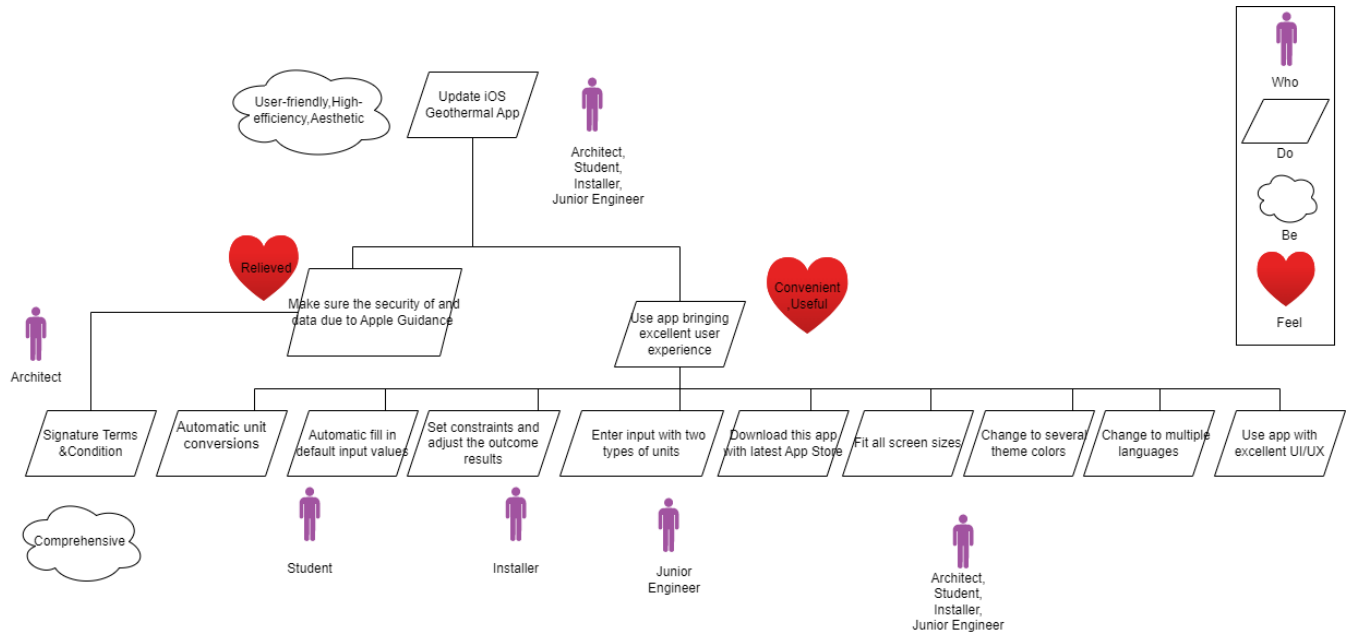 User-friendly,High-
efficiency,Aesthetic
Update iOS
Geothermal App
Architect,
Student,
Installer,
Junior Engineer
Who
Do
Be
Feel
Relieved
Make sure the security of and
data due to Apple Guidance
Convenient
,Useful
Use app bringing
excellent user
experience
Architect
Signature Terms
&Condition
Automatic unit
conversions
Automatic fill in
default input values
Set constraints and
adjust the outcome
results
Enter input with two
types of units
Download this app
with latest App Store
Fit all screen sizes
Change to several
theme colors
Change to multiple
languages
Use app with
excellent UI/UX
Comprehensive
Student
Installer
Junior
Engineer
Architect,
Student,
Installer,
Junior Engineer